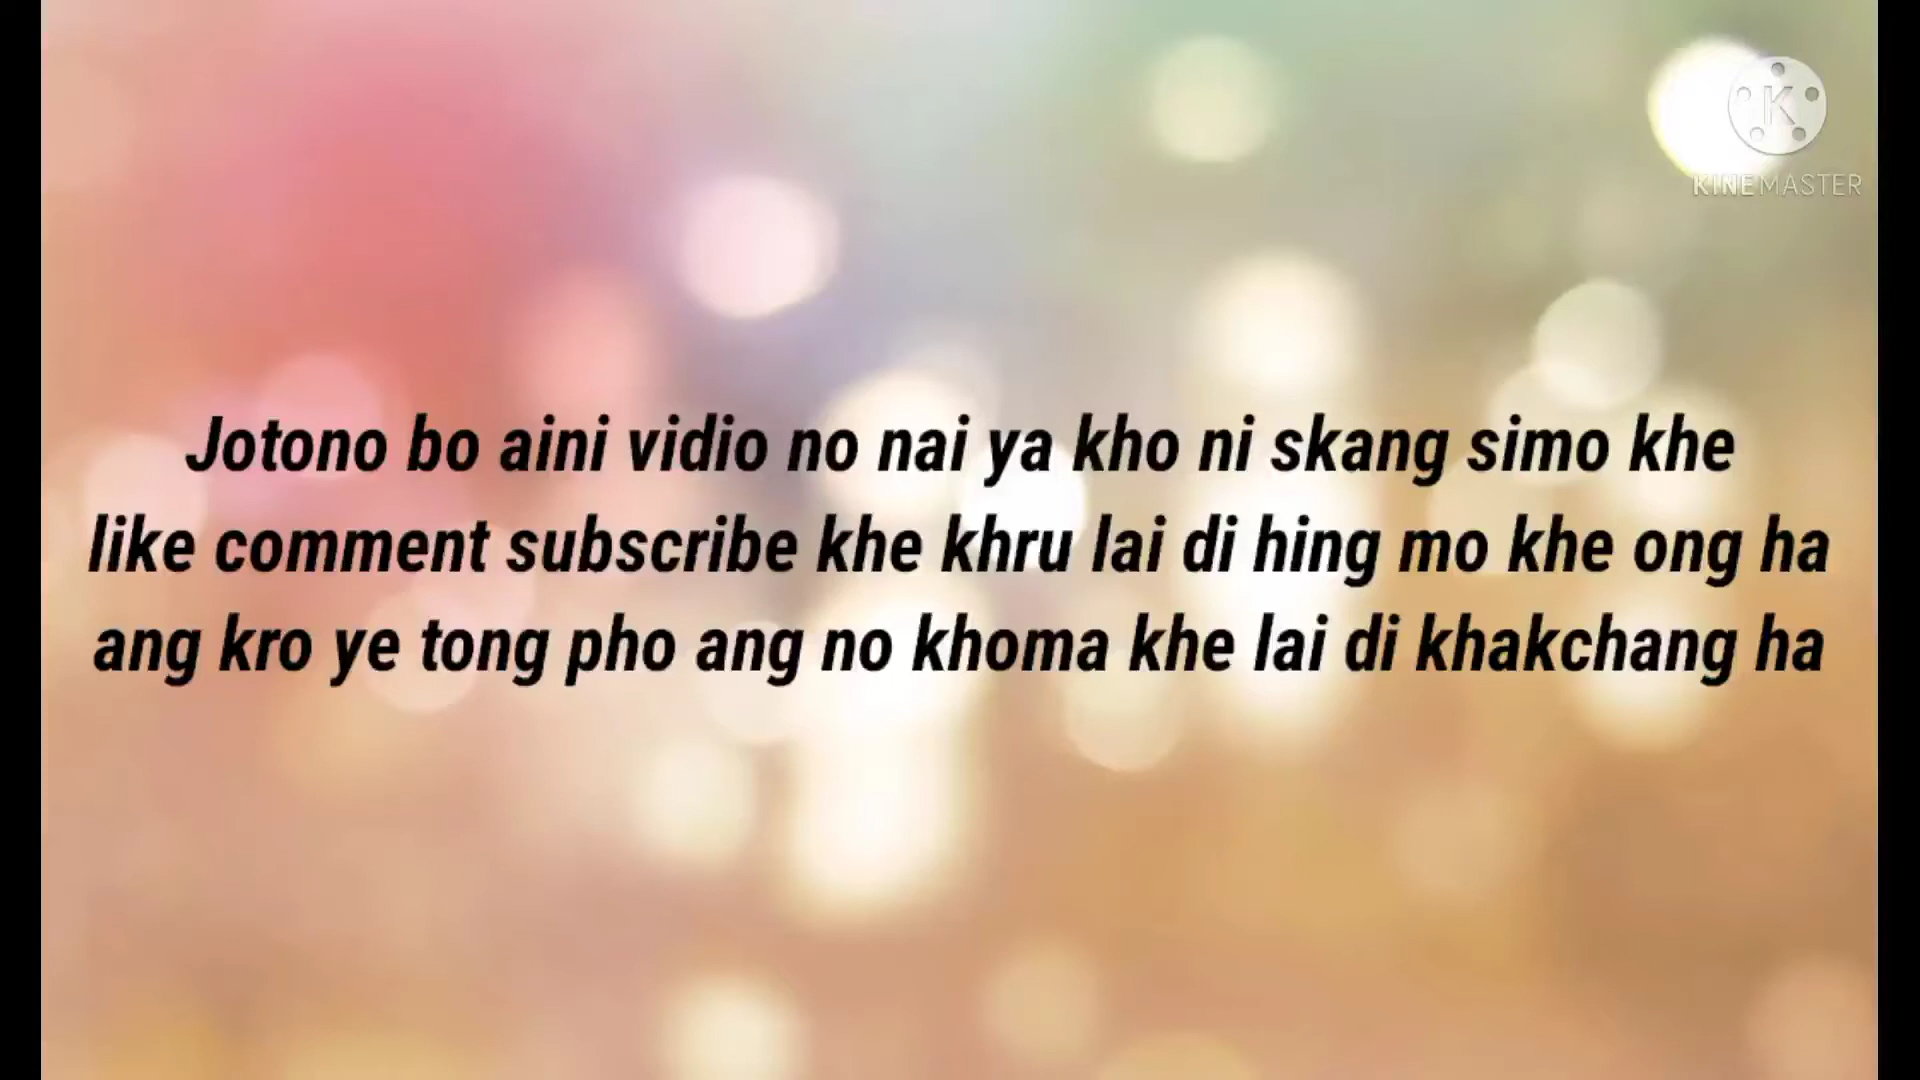 KINEMASTER
Jotono bo aini vidio no nai ya kho ni skang simo khe
like comment subscribe khe khru lai di hing mo khe ong ha
ang kro ye tong pho ang no khoma khe lai di khakchang ha